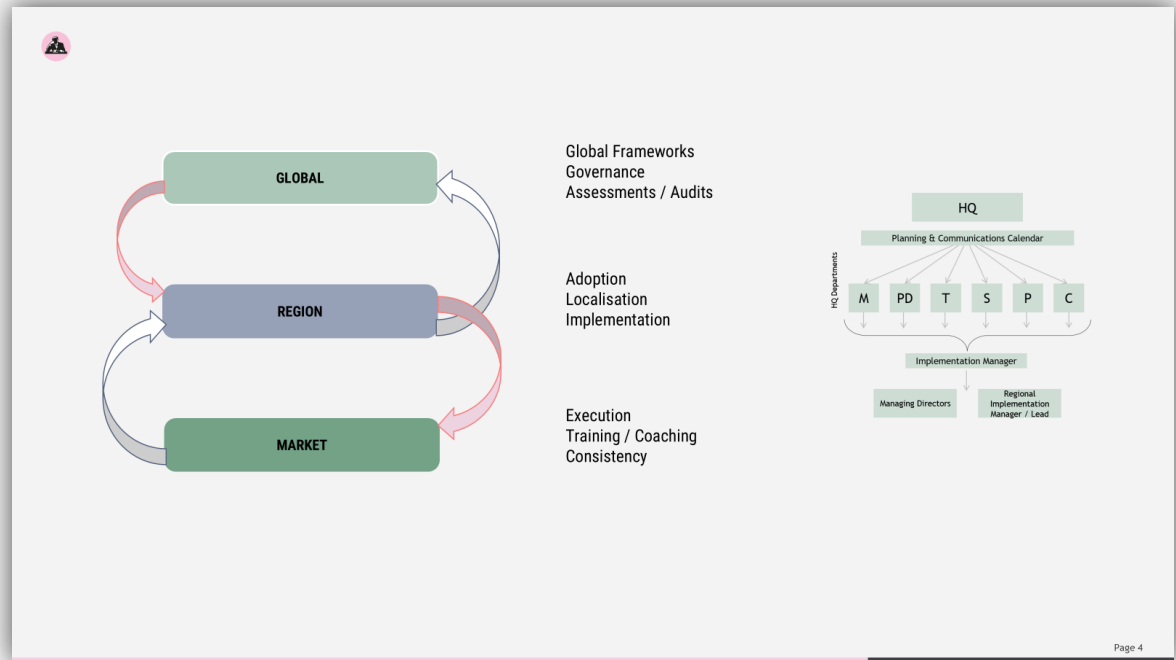 GLOBAL
Global Frameworks
Governance
Assessments / Audits
REGION
Adoption
Localisation
Implementation
MARKET
Execution
Training / Coaching
Consistency
HQ
Planning & Communications Calendar
HQ Departments
M PD T S P C
Implementation Manager
Managing Directors
Regional
Implementation
Manager / Lead
Page 4